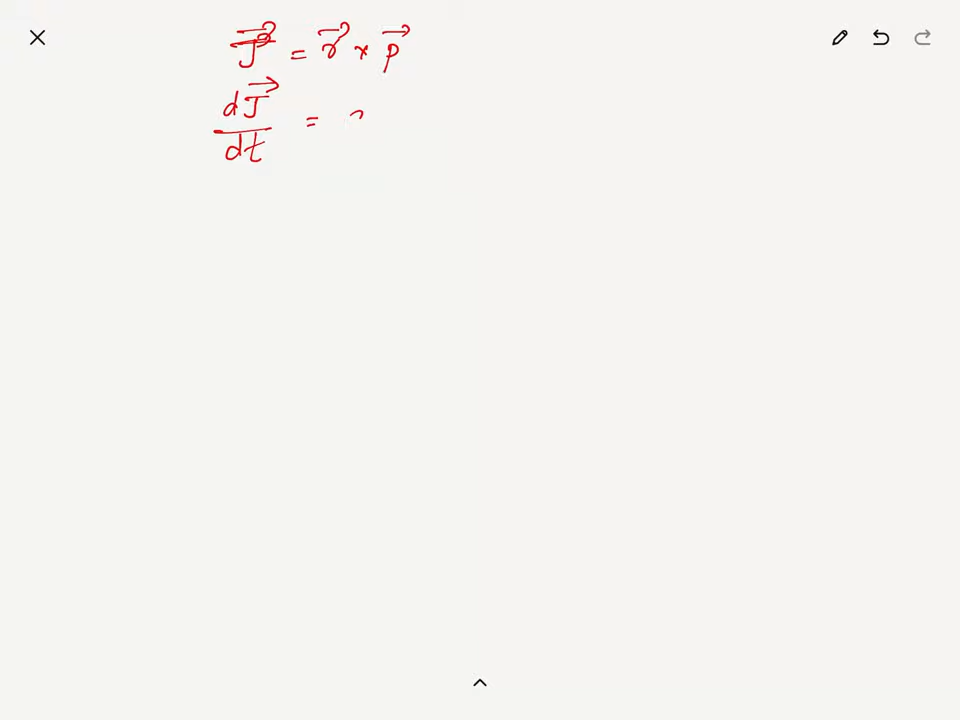 J⃗ = r⃗ × p⃗
dJ⃗/dt =